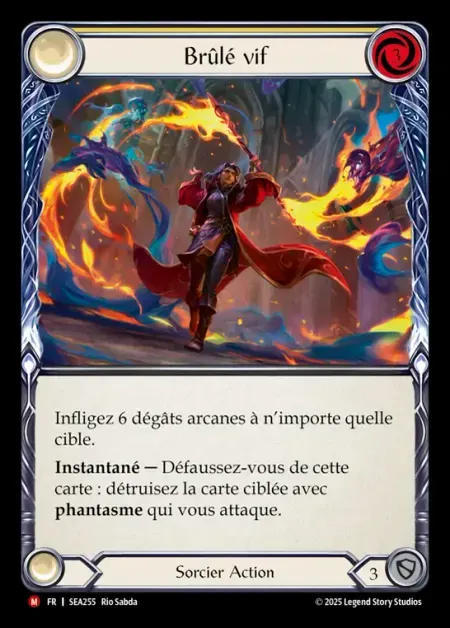 Brûlé vif
3
Infligez 6 dégâts arcanes à n'importe quelle
cible.
Instantané — Défaussez-vous de cette
carte : détruisez la carte ciblée avec
phantasme qui vous attaque.
Sorcier Action
3
M FR | SEA255 Rio Sabda
© 2025 Legend Story Studios